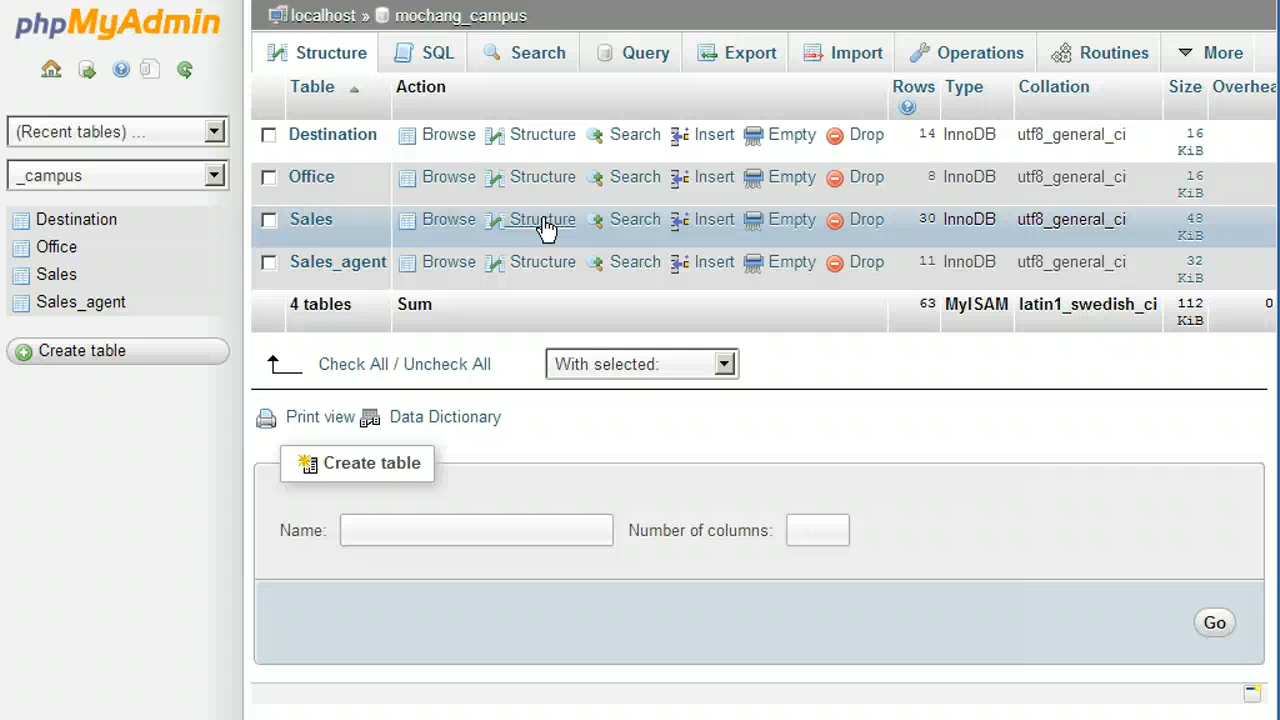 phpMyAdmin
(Recent tables) ...
_campus
Destination
Office
Sales
Sales_agent
Create table
localhost » mochang_campus
Structure SQL Search Query Export Import Operations Routines More
Table Action Rows Type Collation Size Overhea
Destination Browse Structure Search Insert Empty Drop 14 InnoDB utf8_general_ci 16 KiB
Office Browse Structure Search Insert Empty Drop 8 InnoDB utf8_general_ci 16 KiB
Sales Browse Structure Search Insert Empty Drop 30 InnoDB utf8_general_ci 48 KiB
Sales_agent Browse Structure Search Insert Empty Drop 11 InnoDB utf8_general_ci 32 KiB
4 tables Sum 63 MyISAM latin1_swedish_ci 112 KiB 0
Check All / Uncheck All With selected:
Print view Data Dictionary
Create table
Name: Number of columns:
Go